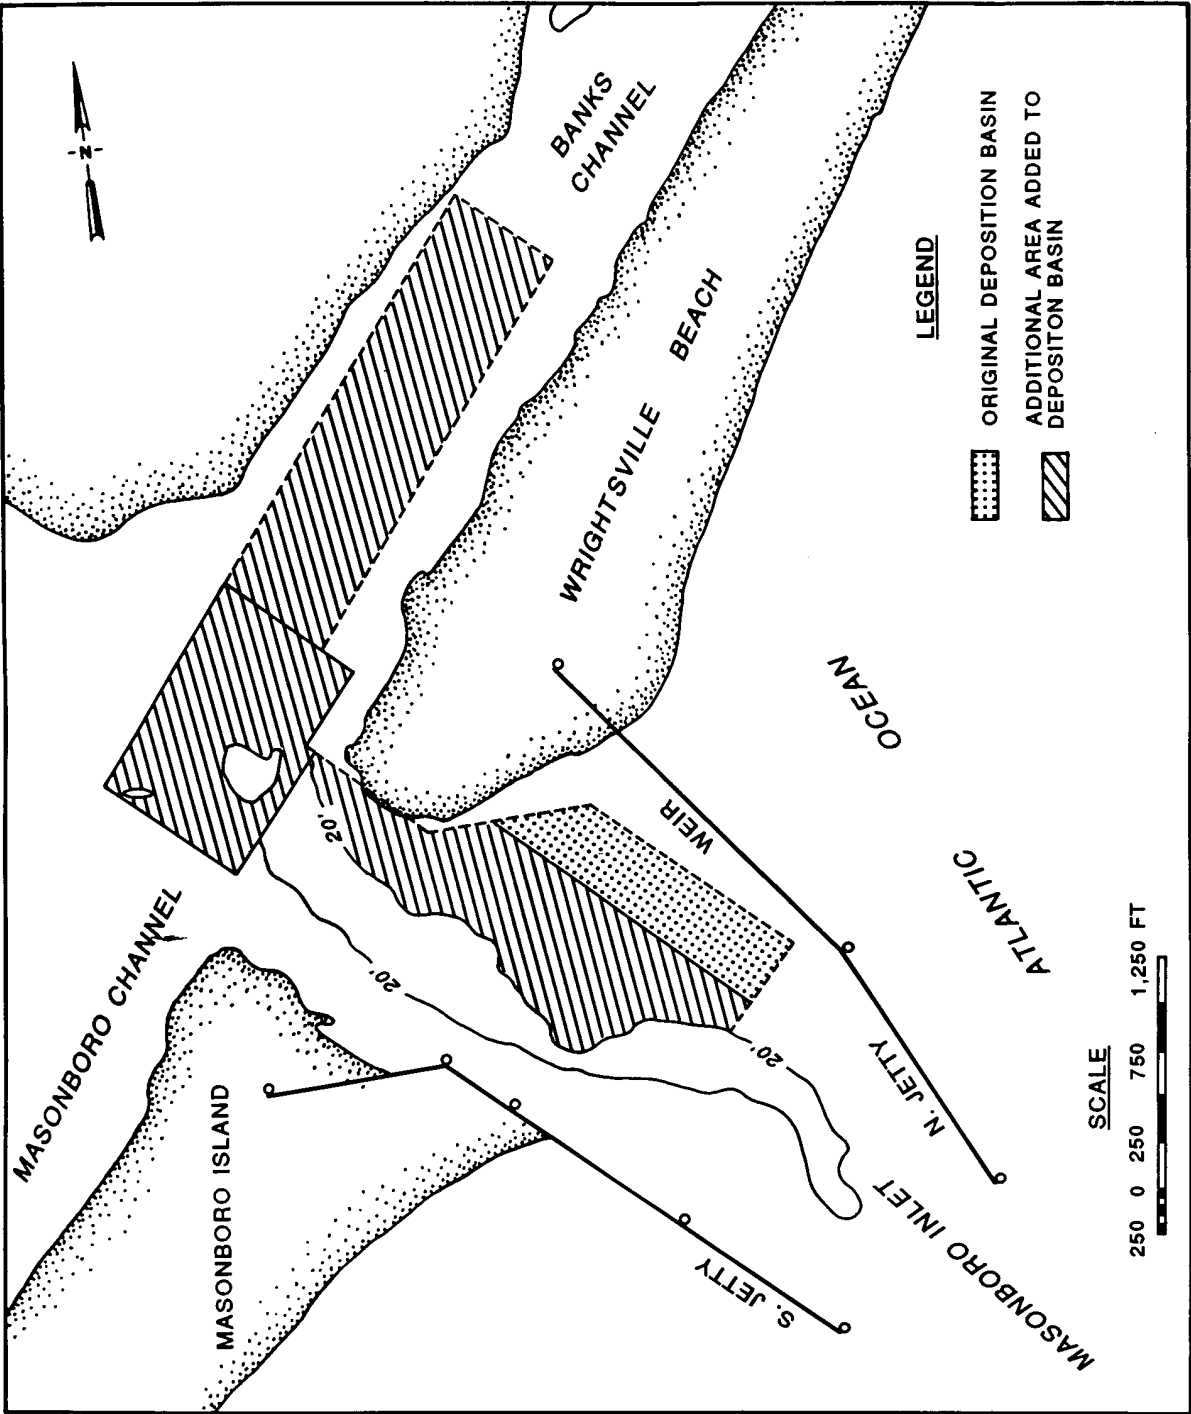 N
BANKS
CHANNEL
WRIGHTSVILLE BEACH
MASONBORO CHANNEL
MASONBORO ISLAND
20'
20'
20'
WEIR
N. JETTY
S. JETTY
MASONBORO INLET
ATLANTIC OCEAN
LEGEND
ORIGINAL DEPOSITION BASIN
ADDITIONAL AREA ADDED TO
DEPOSITON BASIN
SCALE
250 0 250 750 1,250 FT